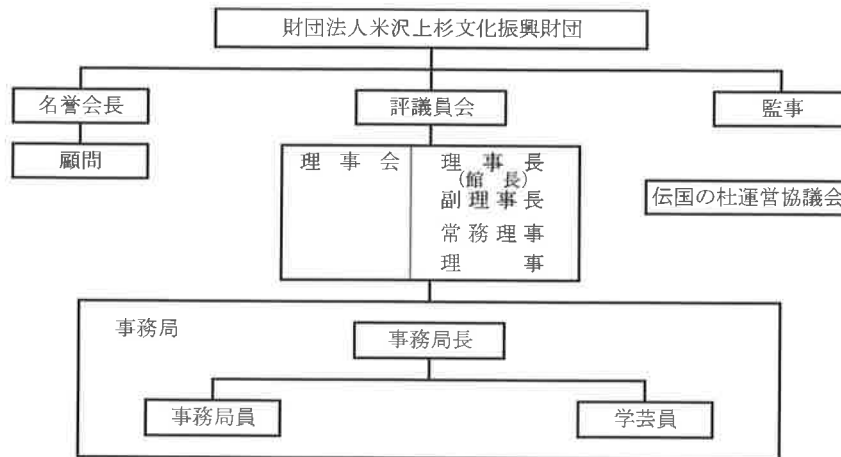 財団法人米沢上杉文化振興財団
名誉会長
評議員会
監事
顧問
理事会
理事長
(館長)
副理事長
常務理事
理事
伝国の杜運営協議会
事務局
事務局長
事務局員
学芸員